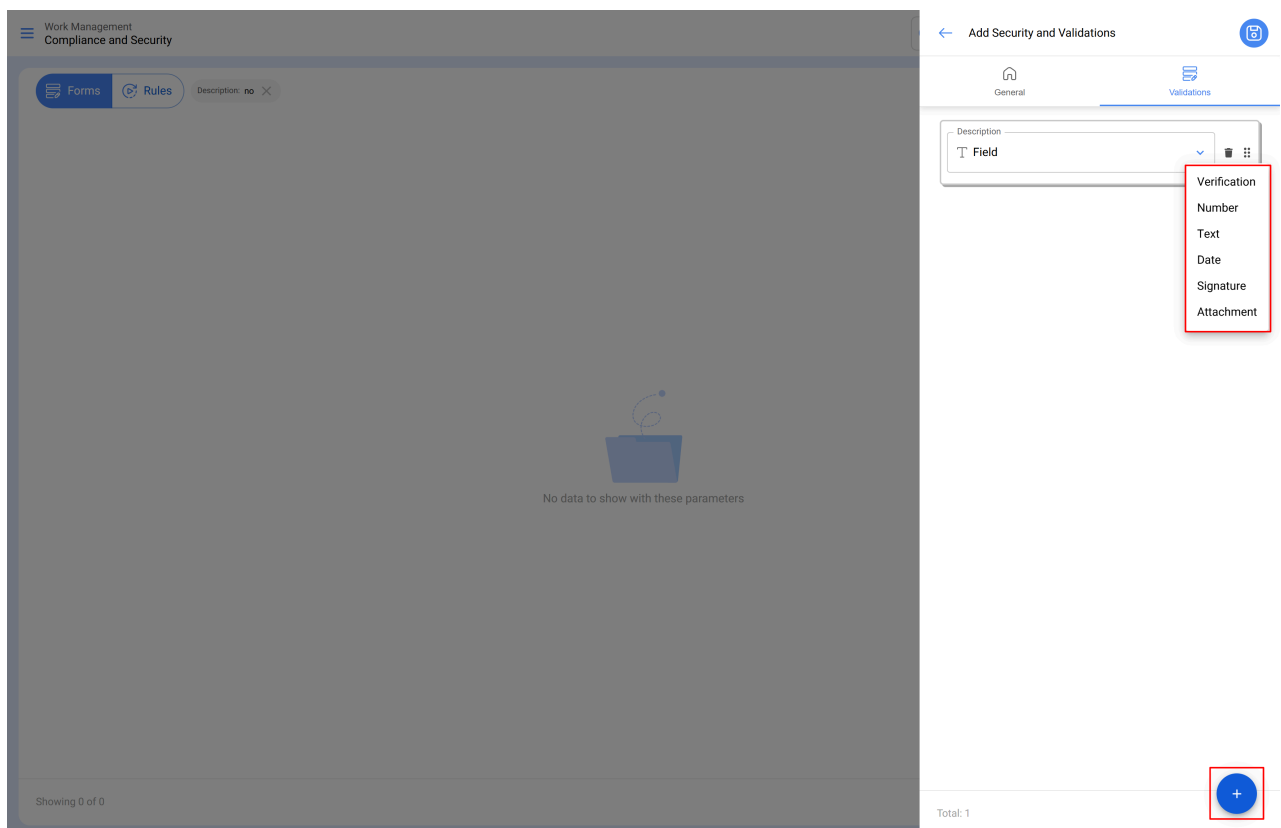 Work Management
Compliance and Security
Forms
Rules
Description: no
No data to show with these parameters
Showing 0 of 0
Add Security and Validations
General
Validations
Description
Field
Verification
Number
Text
Date
Signature
Attachment
Total: 1